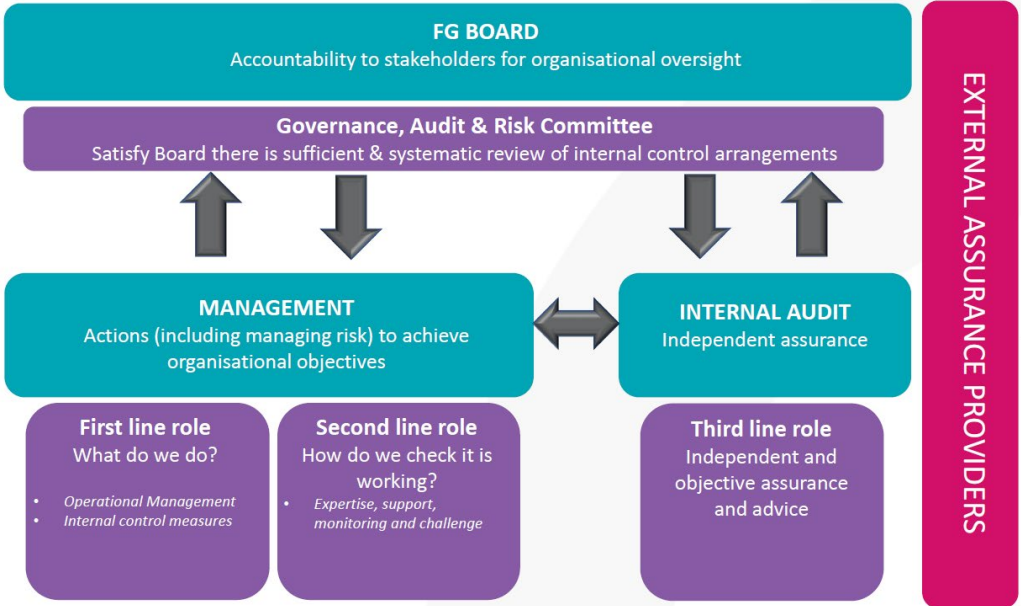 FG BOARD
Accountability to stakeholders for organisational oversight
Governance, Audit & Risk Committee
Satisfy Board there is sufficient & systematic review of internal control arrangements
MANAGEMENT
Actions (including managing risk) to achieve
organisational objectives
INTERNAL AUDIT
Independent assurance
First line role
What do we do?
• Operational Management
• Internal control measures
Second line role
How do we check it is
working?
• Expertise, support,
monitoring and challenge
Third line role
Independent and
objective assurance
and advice
EXTERNAL ASSURANCE PROVIDERS